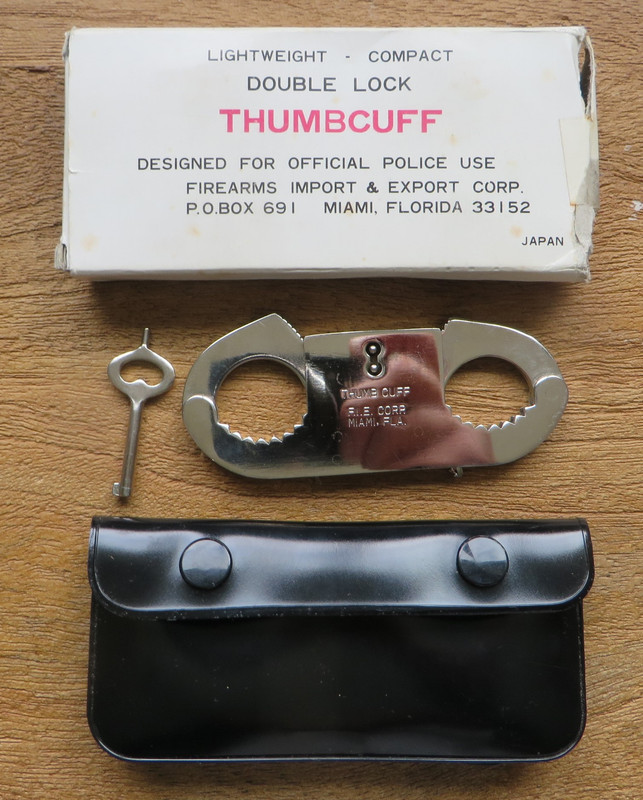 LIGHTWEIGHT - COMPACT
DOUBLE LOCK
THUMBCUFF
DESIGNED FOR OFFICIAL POLICE USE
FIREARMS IMPORT & EXPORT CORP.
P.O.BOX 691 MIAMI, FLORIDA 33152
JAPAN
THUMB CUFF
F.I.E. CORP.
MIAMI, FLA.